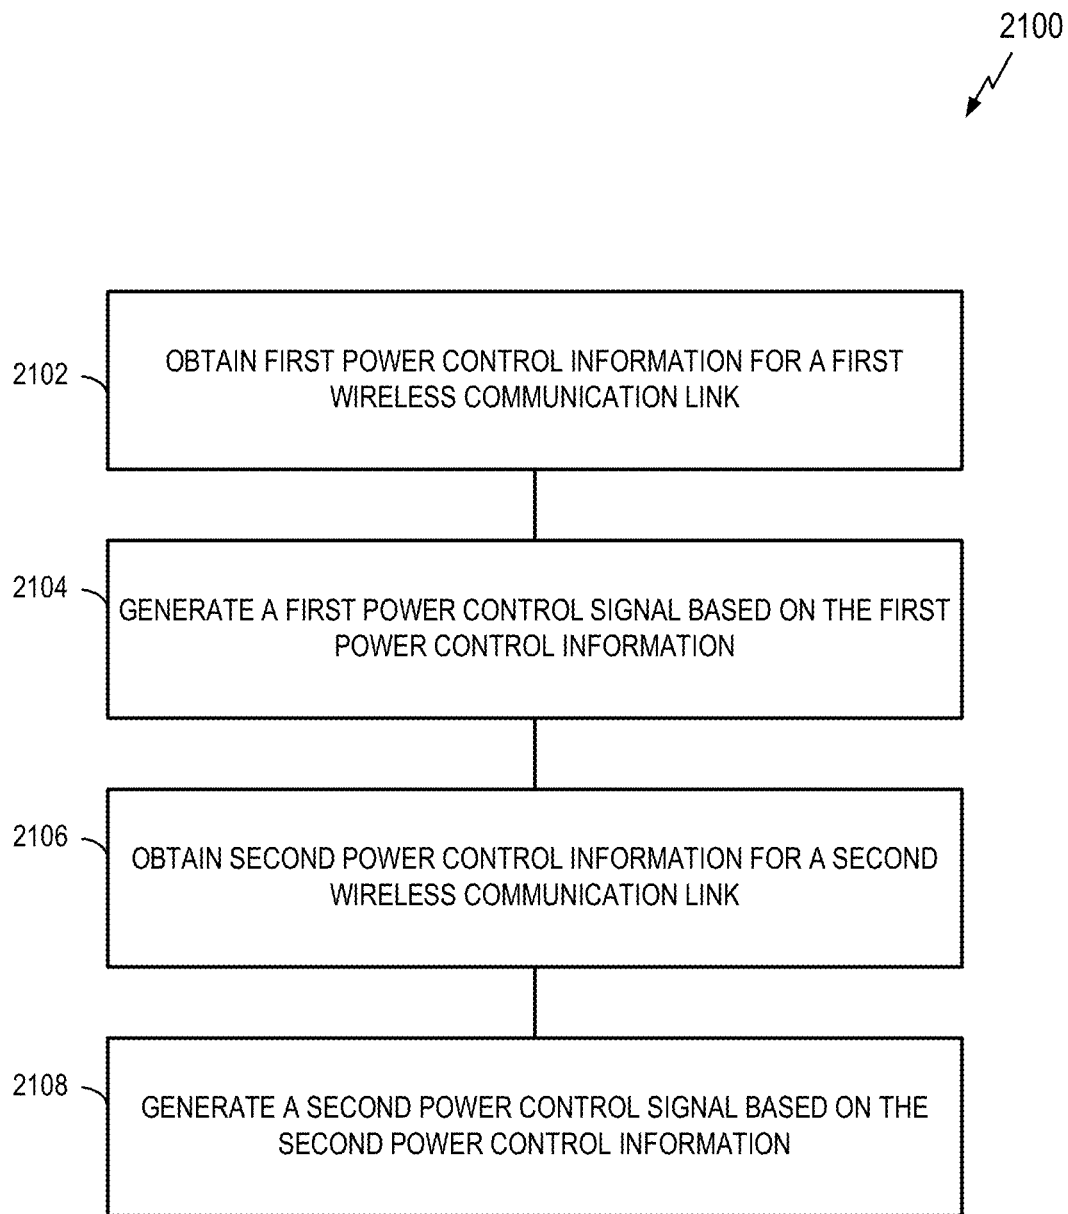 2100
2102
OBTAIN FIRST POWER CONTROL INFORMATION FOR A FIRST
WIRELESS COMMUNICATION LINK
2104
GENERATE A FIRST POWER CONTROL SIGNAL BASED ON THE FIRST
POWER CONTROL INFORMATION
2106
OBTAIN SECOND POWER CONTROL INFORMATION FOR A SECOND
WIRELESS COMMUNICATION LINK
2108
GENERATE A SECOND POWER CONTROL SIGNAL BASED ON THE
SECOND POWER CONTROL INFORMATION